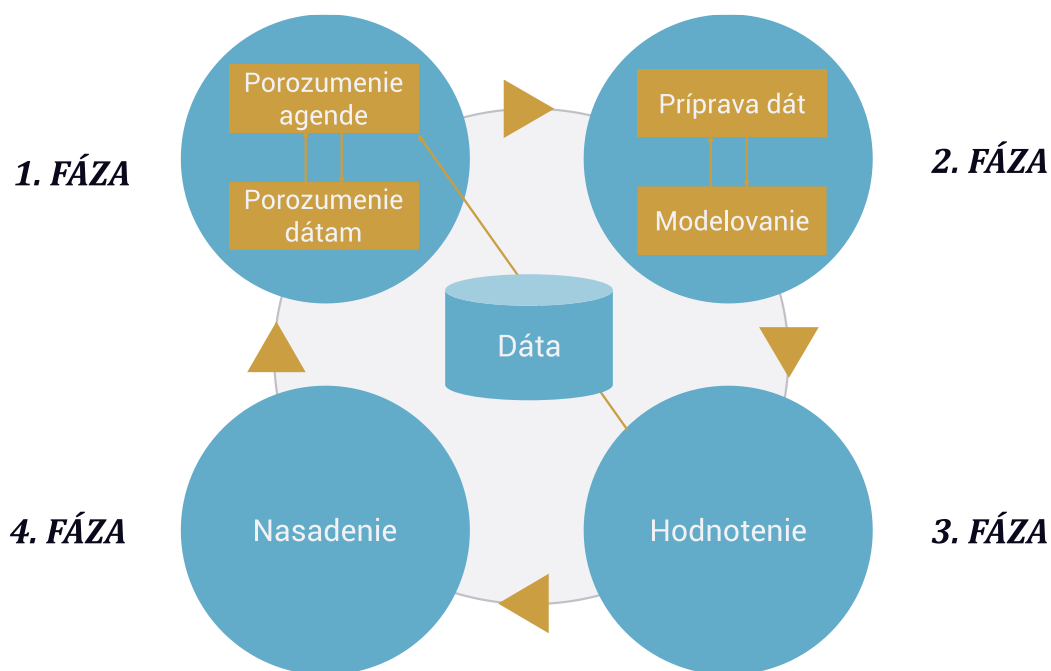 1. FÁZA
Porozumenie
agende
Porozumenie
dátam
Príprava dát
Modelovanie
2. FÁZA
Dáta
4. FÁZA
Nasadenie
Hodnotenie
3. FÁZA